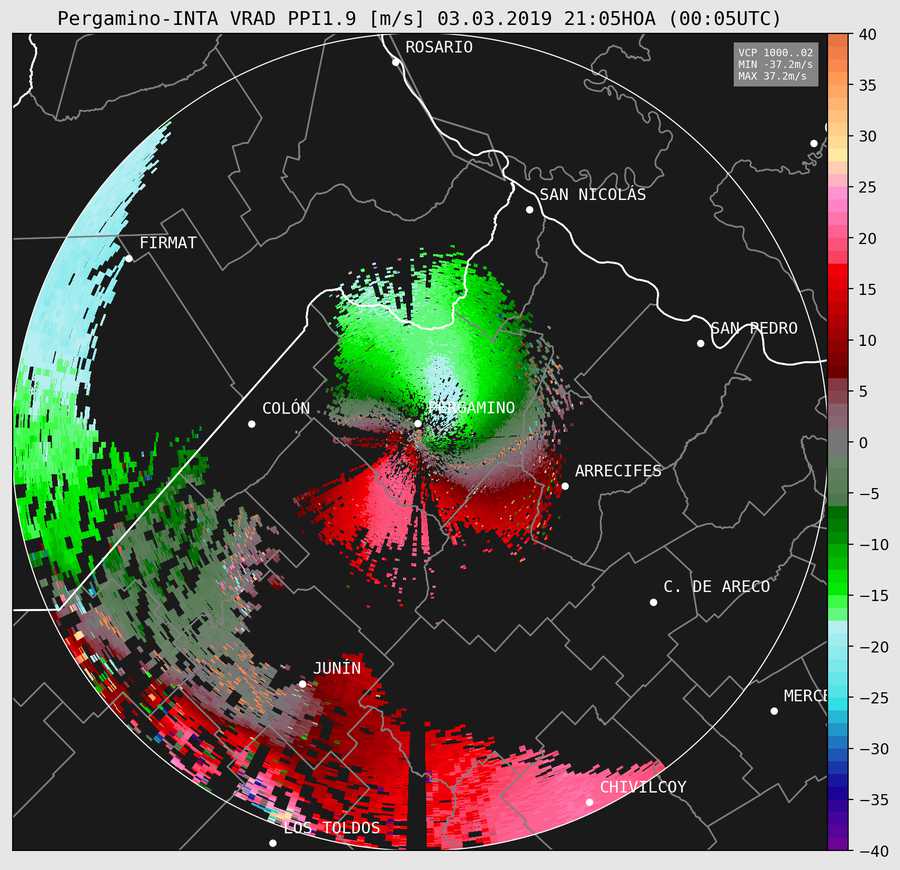 Pergamino-INTA VRAD PPI1.9 [m/s] 03.03.2019 21:05HOA (00:05UTC)
ROSARIO
VCP 1000..02
MIN -37.2m/s
MAX 37.2m/s
SAN NICOLÁS
FIRMAT
SAN PEDRO
COLÓN
PERGAMINO
ARRECIFES
C. DE ARECO
JUNÍN
MERCE
CHIVILCOY
LOS TOLDOS
40
35
30
25
20
15
10
5
0
−5
−10
−15
−20
−25
−30
−35
−40